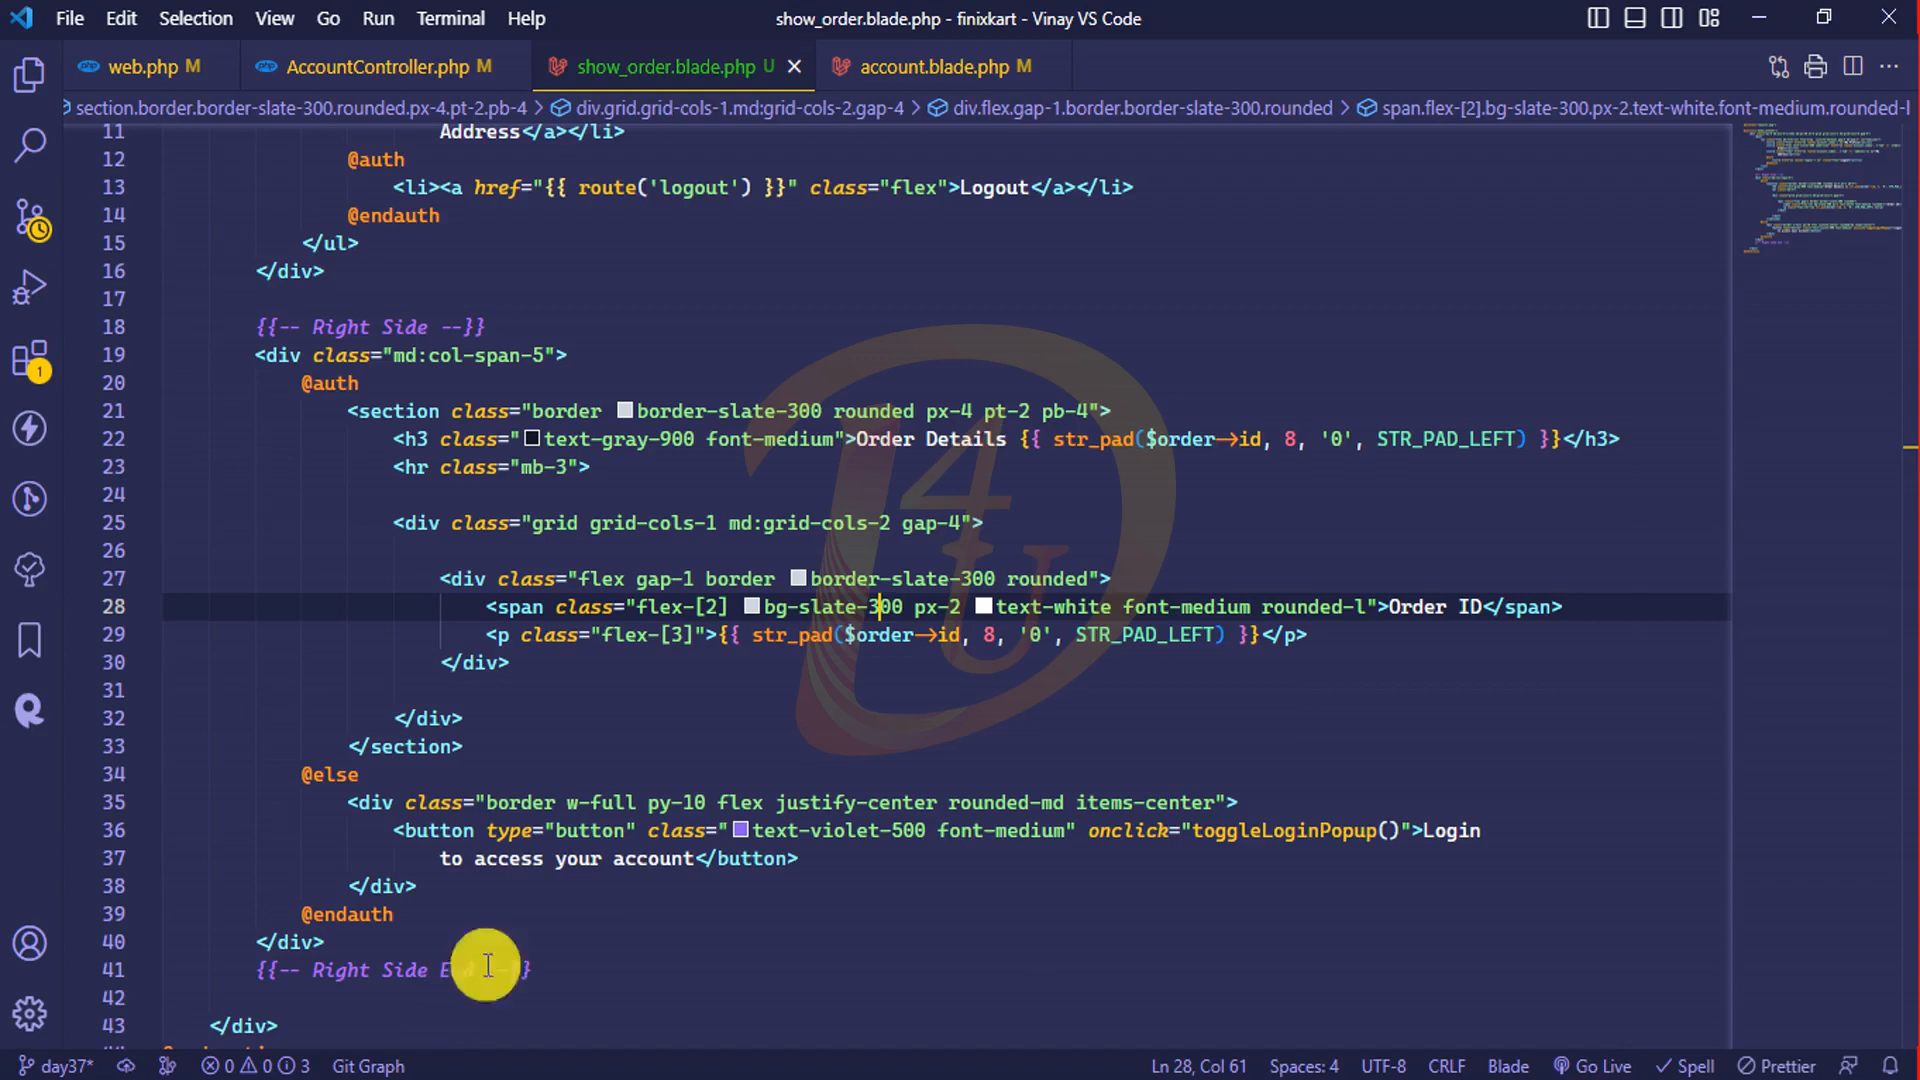 File Edit Selection View Go Run Terminal Help show_order.blade.php - finixkart - Vinay VS Code
web.php M AccountController.php M show_order.blade.php U account.blade.php M
section.border.border-slate-300.rounded.px-4.pt-2.pb-4 > div.grid.grid-cols-1.md:grid-cols-2.gap-4 > div.flex.gap-1.border.border-slate-300.rounded > span.flex-[2].bg-slate-300.px-2.text-white.font-medium.rounded-l
11 Address</a></li>
12 @auth
13 <li><a href="{{ route('logout') }}" class="flex">Logout</a></li>
14 @endauth
15 </ul>
16 </div>
17
18 {{-- Right Side --}}
19 <div class="md:col-span-5">
20 @auth
21 <section class="border border-slate-300 rounded px-4 pt-2 pb-4">
22 <h3 class="text-gray-900 font-medium">Order Details {{ str_pad($order->id, 8, '0', STR_PAD_LEFT) }}</h3>
23 <hr class="mb-3">
24
25 <div class="grid grid-cols-1 md:grid-cols-2 gap-4">
26
27 <div class="flex gap-1 border border-slate-300 rounded">
28 <span class="flex-[2] bg-slate-300 px-2 text-white font-medium rounded-l">Order ID</span>
29 <p class="flex-[3]">{{ str_pad($order->id, 8, '0', STR_PAD_LEFT) }}</p>
30 </div>
31
32 </div>
33 </section>
34 @else
35 <div class="border w-full py-10 flex justify-center rounded-md items-center">
36 <button type="button" class="text-violet-500 font-medium" onclick="toggleLoginPopup()">Login
37 to access your account</button>
38 </div>
39 @endauth
40 </div>
41 {{-- Right Side
42
43 </div>
D4U
1
day37* 0 0 3 Git Graph Ln 28, Col 61 Spaces: 4 UTF-8 CRLF Blade Go Live Spell Prettier